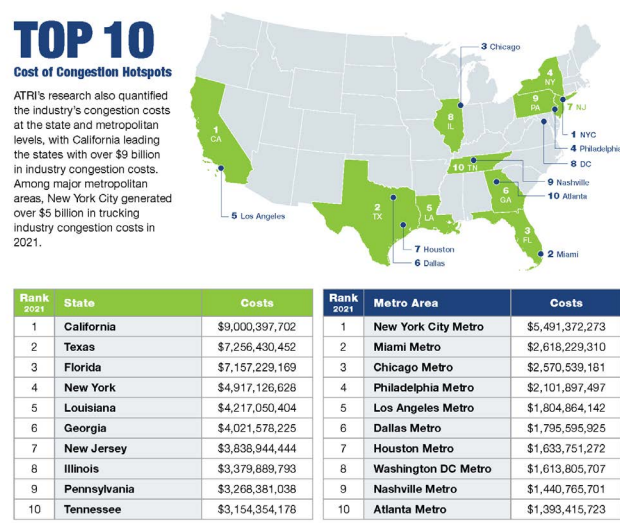 TOP 10
Cost of Congestion Hotspots
ATRI's research also quantified
the industry's congestion costs
at the state and metropolitan
levels, with California leading
the states with over $9 billion
in industry congestion costs.
Among major metropolitan
areas, New York City generated
over $5 billion in trucking
industry congestion costs in
2021.
3 Chicago
4
NY
9
PA
7 NJ
8
IL
1
CA
1 NYC
4 Philadelphia
8 DC
10 TN
9 Nashville
10 Atlanta
6
GA
5 Los Angeles
2
TX
5
LA
3
FL
7 Houston
6 Dallas
2 Miami
Rank 2021 State Costs
1 California $9,000,397,702
2 Texas $7,256,430,452
3 Florida $7,157,229,169
4 New York $4,917,126,628
5 Louisiana $4,217,050,404
6 Georgia $4,021,578,225
7 New Jersey $3,838,944,444
8 Illinois $3,379,889,793
9 Pennsylvania $3,268,381,038
10 Tennessee $3,154,354,178
Rank 2021 Metro Area Costs
1 New York City Metro $5,491,372,273
2 Miami Metro $2,618,229,310
3 Chicago Metro $2,570,539,181
4 Philadelphia Metro $2,101,897,497
5 Los Angeles Metro $1,804,864,142
6 Dallas Metro $1,795,595,925
7 Houston Metro $1,633,751,272
8 Washington DC Metro $1,613,805,707
9 Nashville Metro $1,440,765,701
10 Atlanta Metro $1,393,415,723